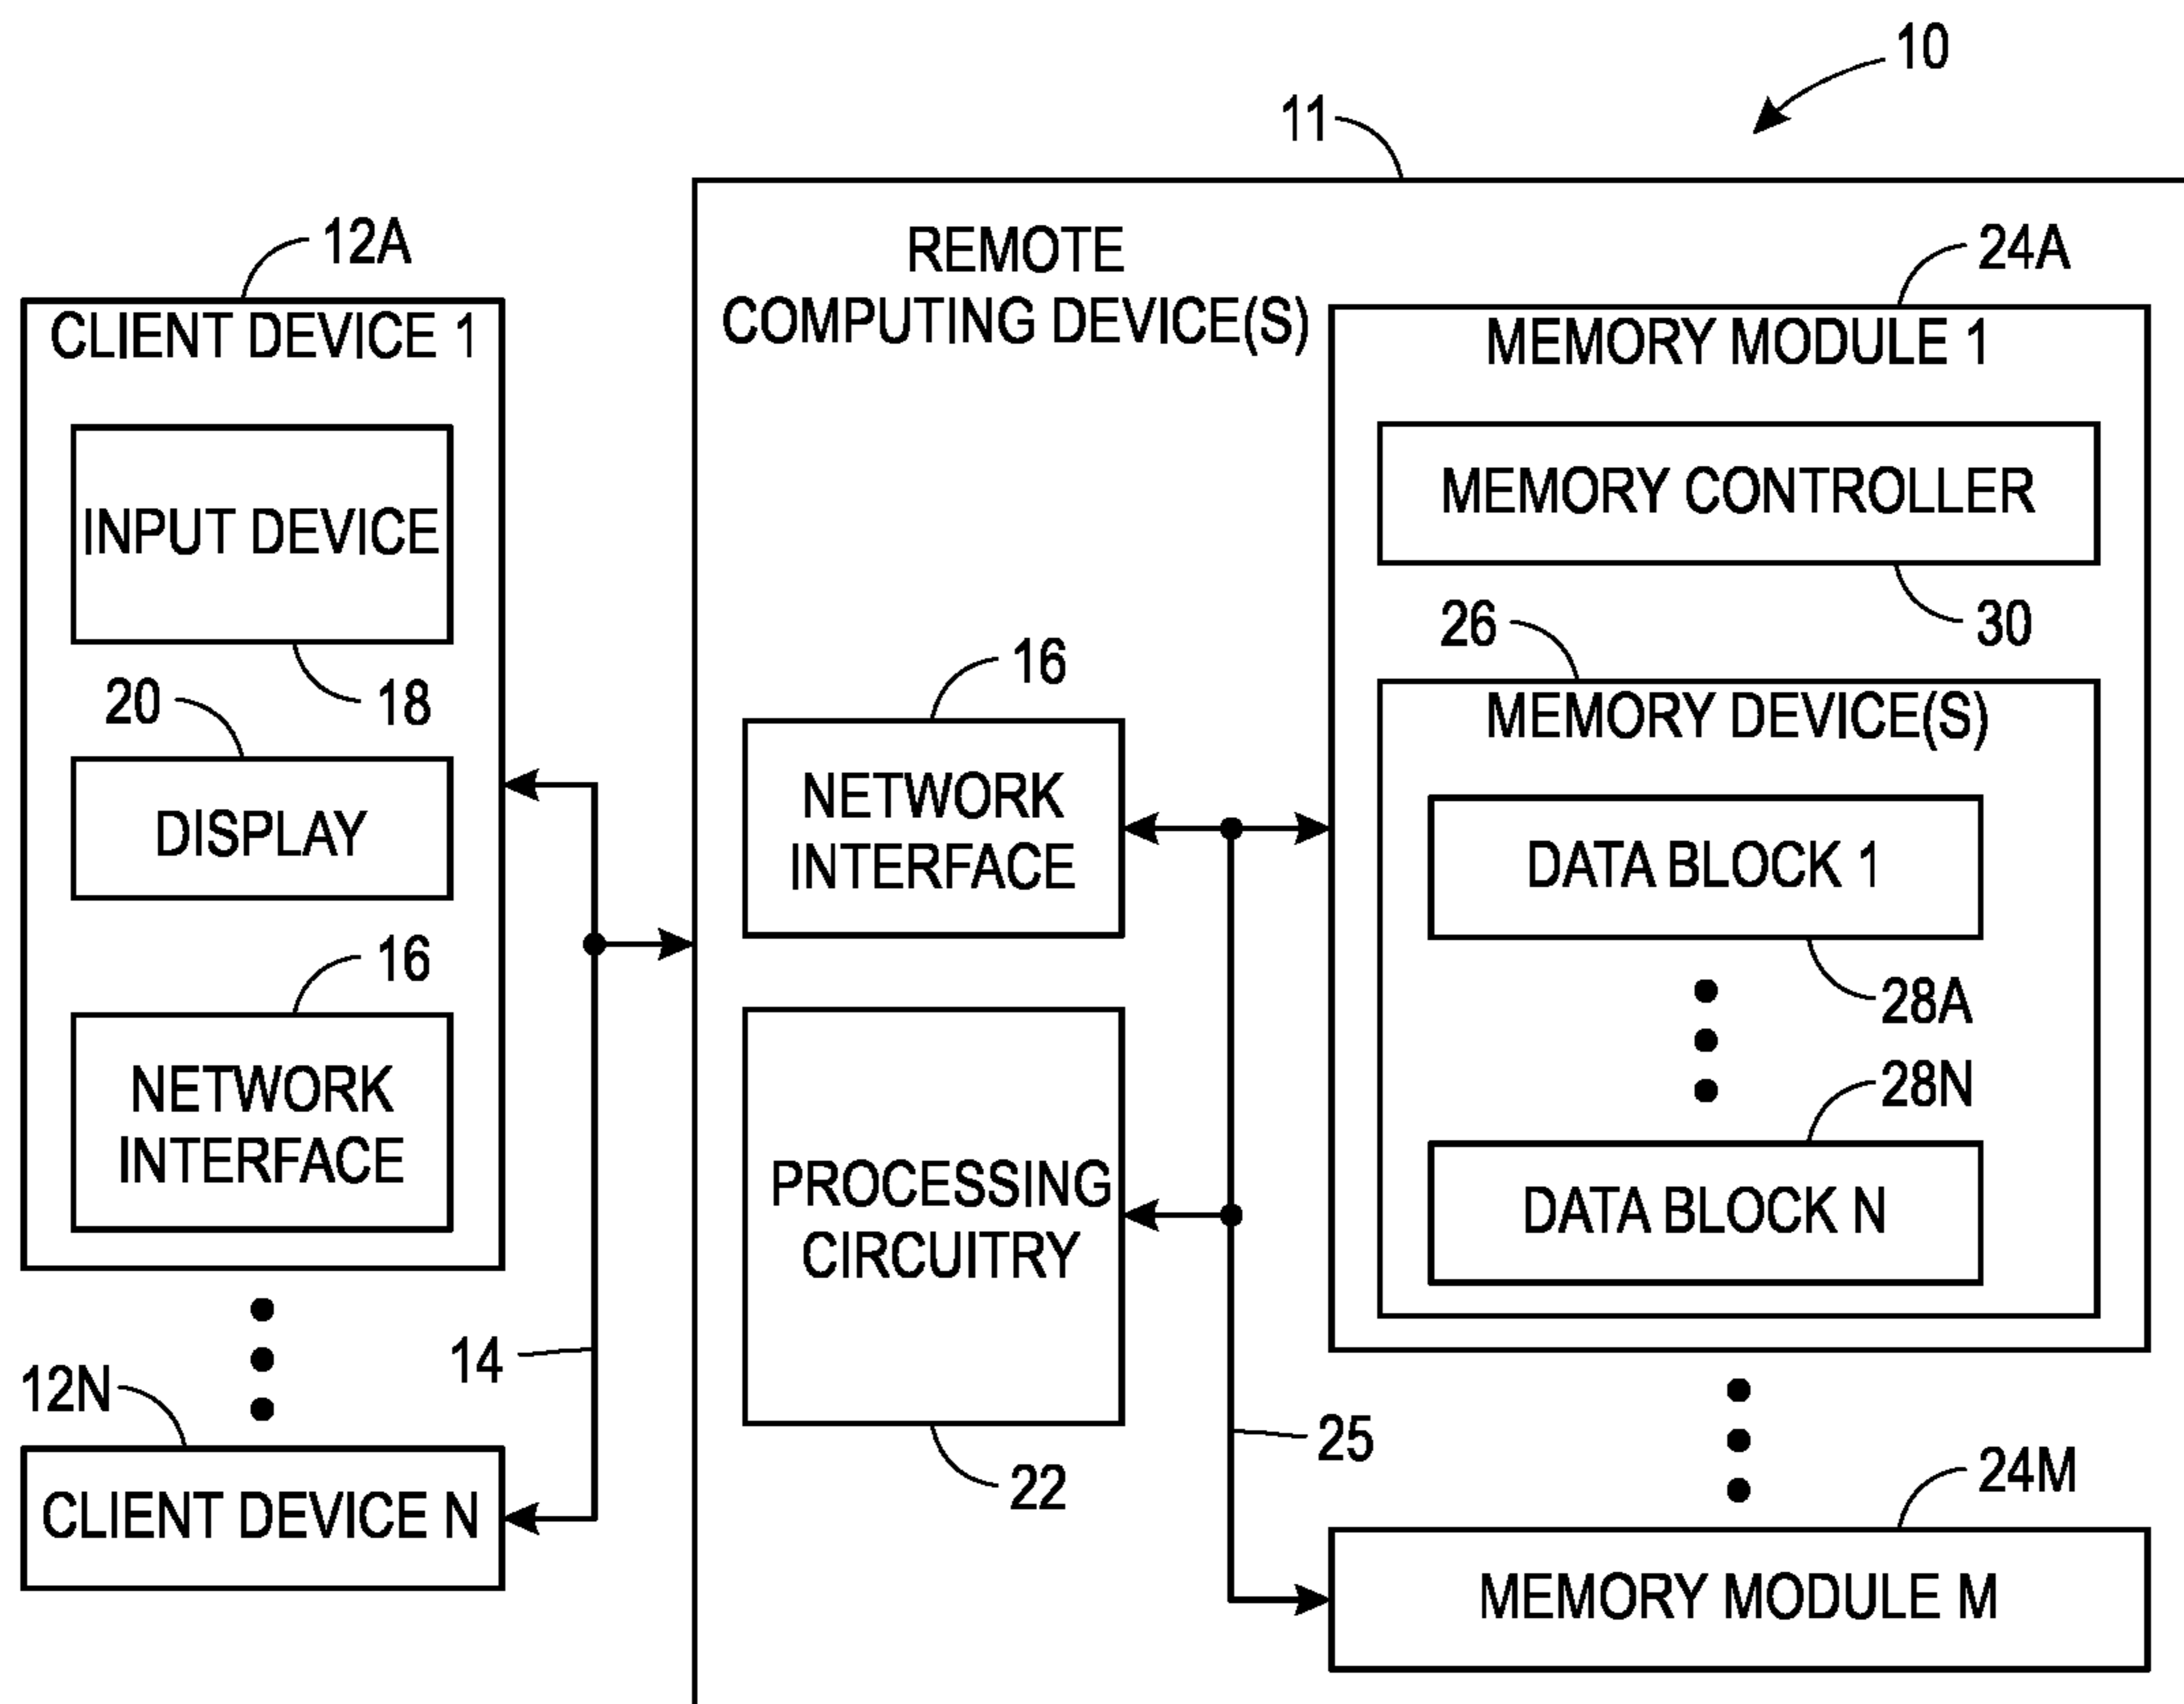 10
11
REMOTE
COMPUTING DEVICE(S)
12A
CLIENT DEVICE 1
INPUT DEVICE
18
20
DISPLAY
16
NETWORK
INTERFACE
12N
CLIENT DEVICE N
14
16
NETWORK
INTERFACE
PROCESSING
CIRCUITRY
22
25
24A
MEMORY MODULE 1
MEMORY CONTROLLER
30
26
MEMORY DEVICE(S)
DATA BLOCK 1
28A
28N
DATA BLOCK N
24M
MEMORY MODULE M